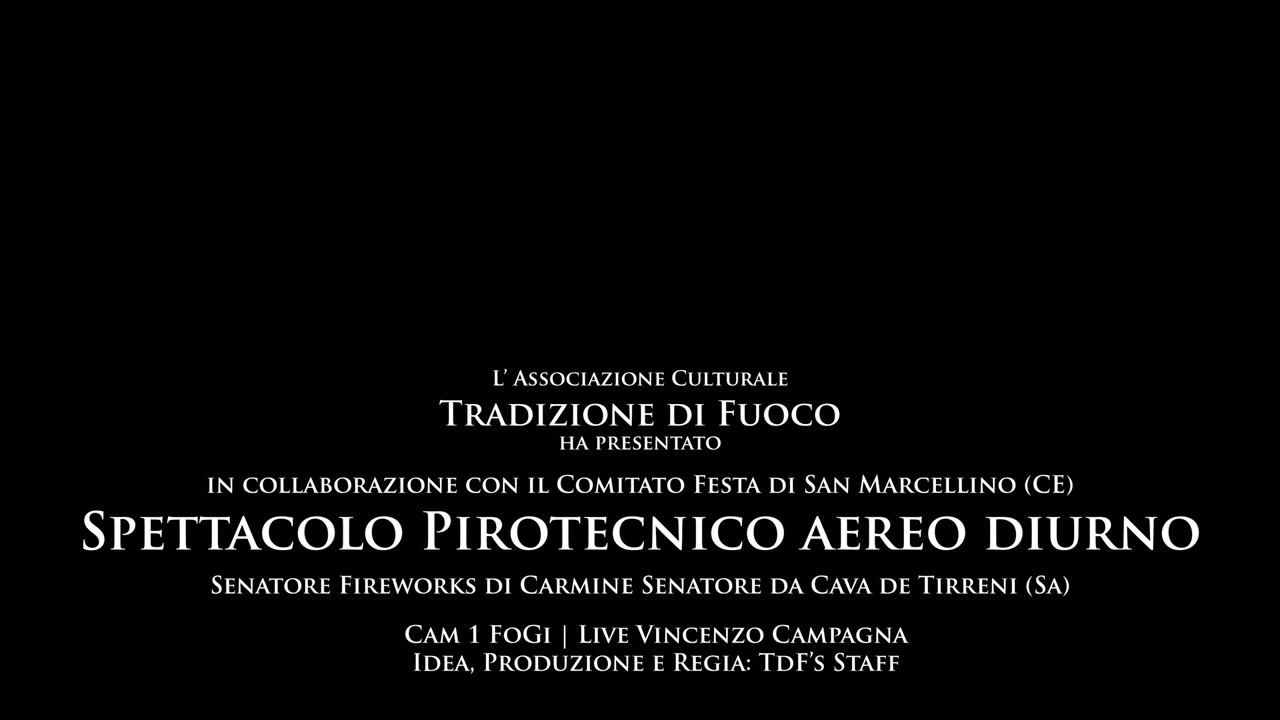 L' Associazione Culturale
Tradizione di Fuoco
ha presentato
in collaborazione con il Comitato Festa di San Marcellino (CE)
Spettacolo Pirotecnico aereo diurno
Senatore Fireworks di Carmine Senatore da Cava de Tirreni (Sa)
Cam 1 FoGi | Live Vincenzo Campagna
Idea, Produzione e Regia: TdF's Staff